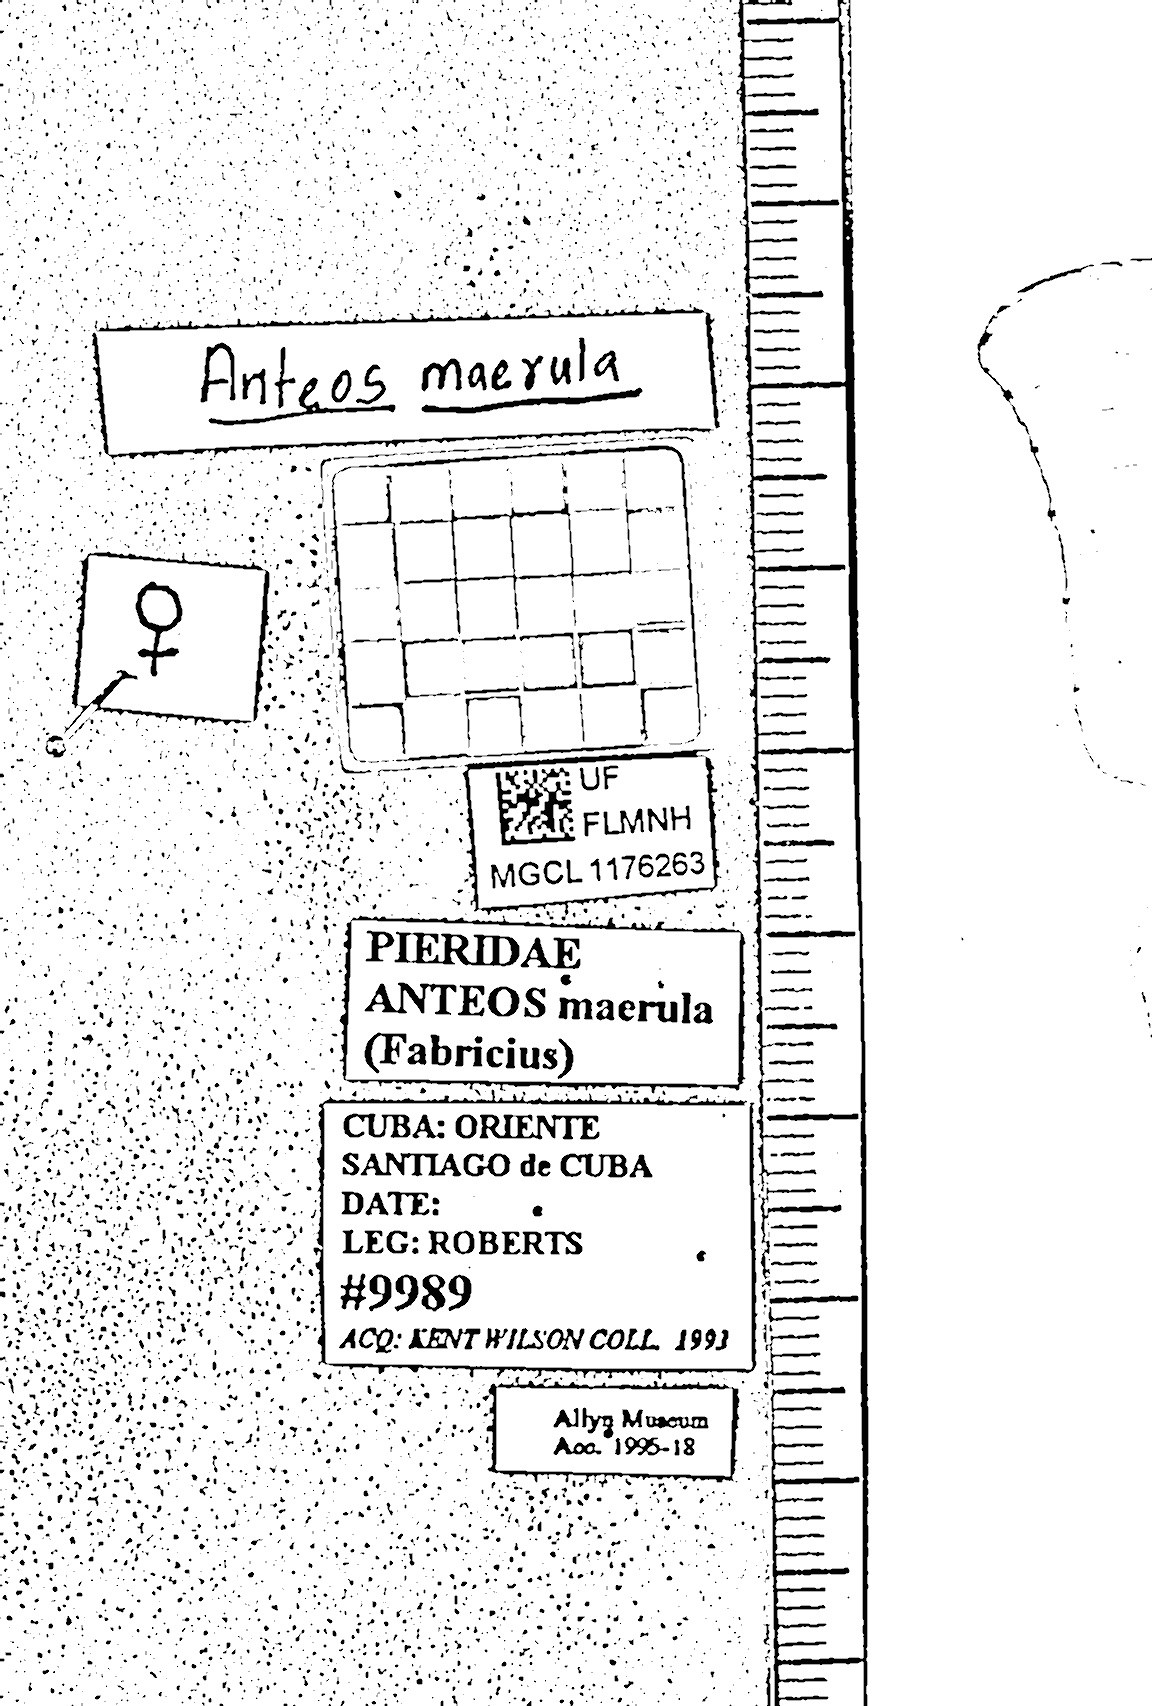 Anteos maerula
♀
UF
FLMNH
MGCL 1176263
PIERIDAE
ANTEOS maerula
(Fabricius)
CUBA: ORIENTE
SANTIAGO de CUBA
DATE:
LEG: ROBERTS
#9989
ACQ: KENT WILSON COLL. 1993
Allyn Museum
Acc. 1995-18